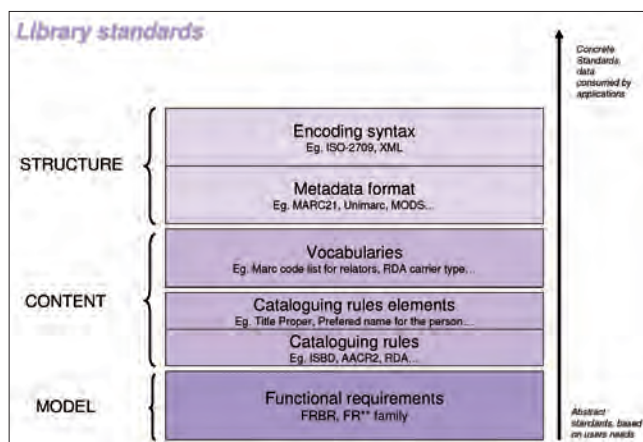 Library standards
Concrete
Standards,
data
consumed by
applications
Encoding syntax
Eg. ISO-2709, XML
STRUCTURE
Metadata format
Eg. MARC21, Unimarc, MODS...
Vocabularies
Eg. Marc code list for relators, RDA carrier type...
CONTENT
Cataloguing rules elements
Eg. Title Proper, Prefered name for the person...
Cataloguing rules
Eg. ISBD, AACR2, RDA...
MODEL
Functional requirements
FRBR, FR** family
Abstract
standards, based
on users needs